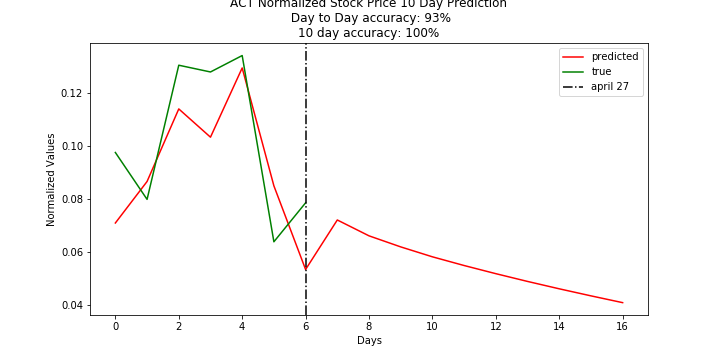 ACT Normalized Stock Price 10 Day Prediction
Day to Day accuracy: 93%
10 day accuracy: 100%
predicted
true
april 27
0.12
0.10
0.08
0.06
0.04
Normalized Values
0 2 4 6 8 10 12 14 16
Days